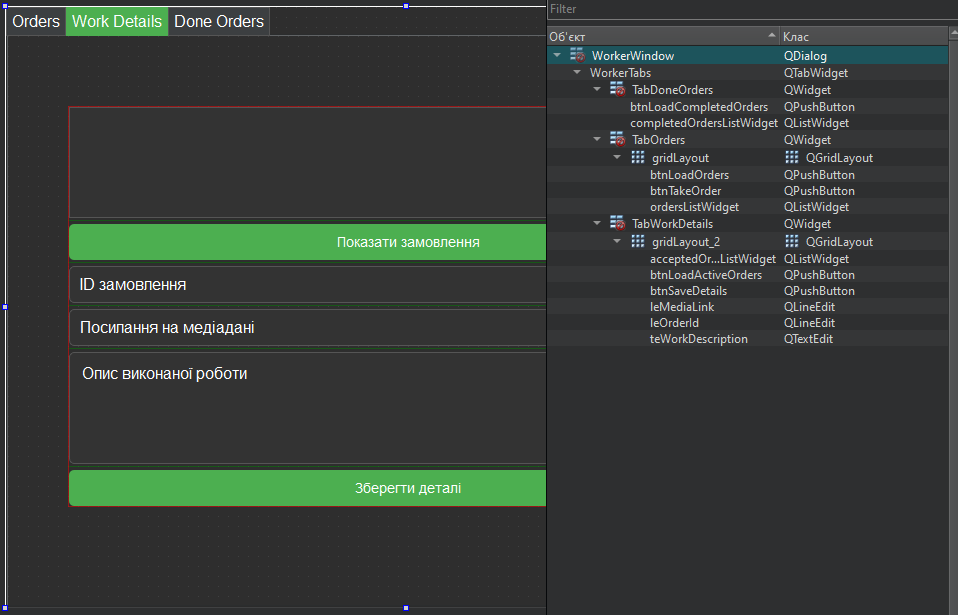 Orders Work Details Done Orders
Показати замовлення
ID замовлення
Посилання на медіадані
Опис виконаної роботи
Зберегти деталі
Filter
Об'єкт Клас
WorkerWindow QDialog
WorkerTabs QTabWidget
TabDoneOrders QWidget
btnLoadCompletedOrders QPushButton
completedOrdersListWidget QListWidget
TabOrders QWidget
gridLayout QGridLayout
btnLoadOrders QPushButton
btnTakeOrder QPushButton
ordersListWidget QListWidget
TabWorkDetails QWidget
gridLayout_2 QGridLayout
acceptedOr...ListWidget QListWidget
btnLoadActiveOrders QPushButton
btnSaveDetails QPushButton
leMediaLink QLineEdit
leOrderId QLineEdit
teWorkDescription QTextEdit